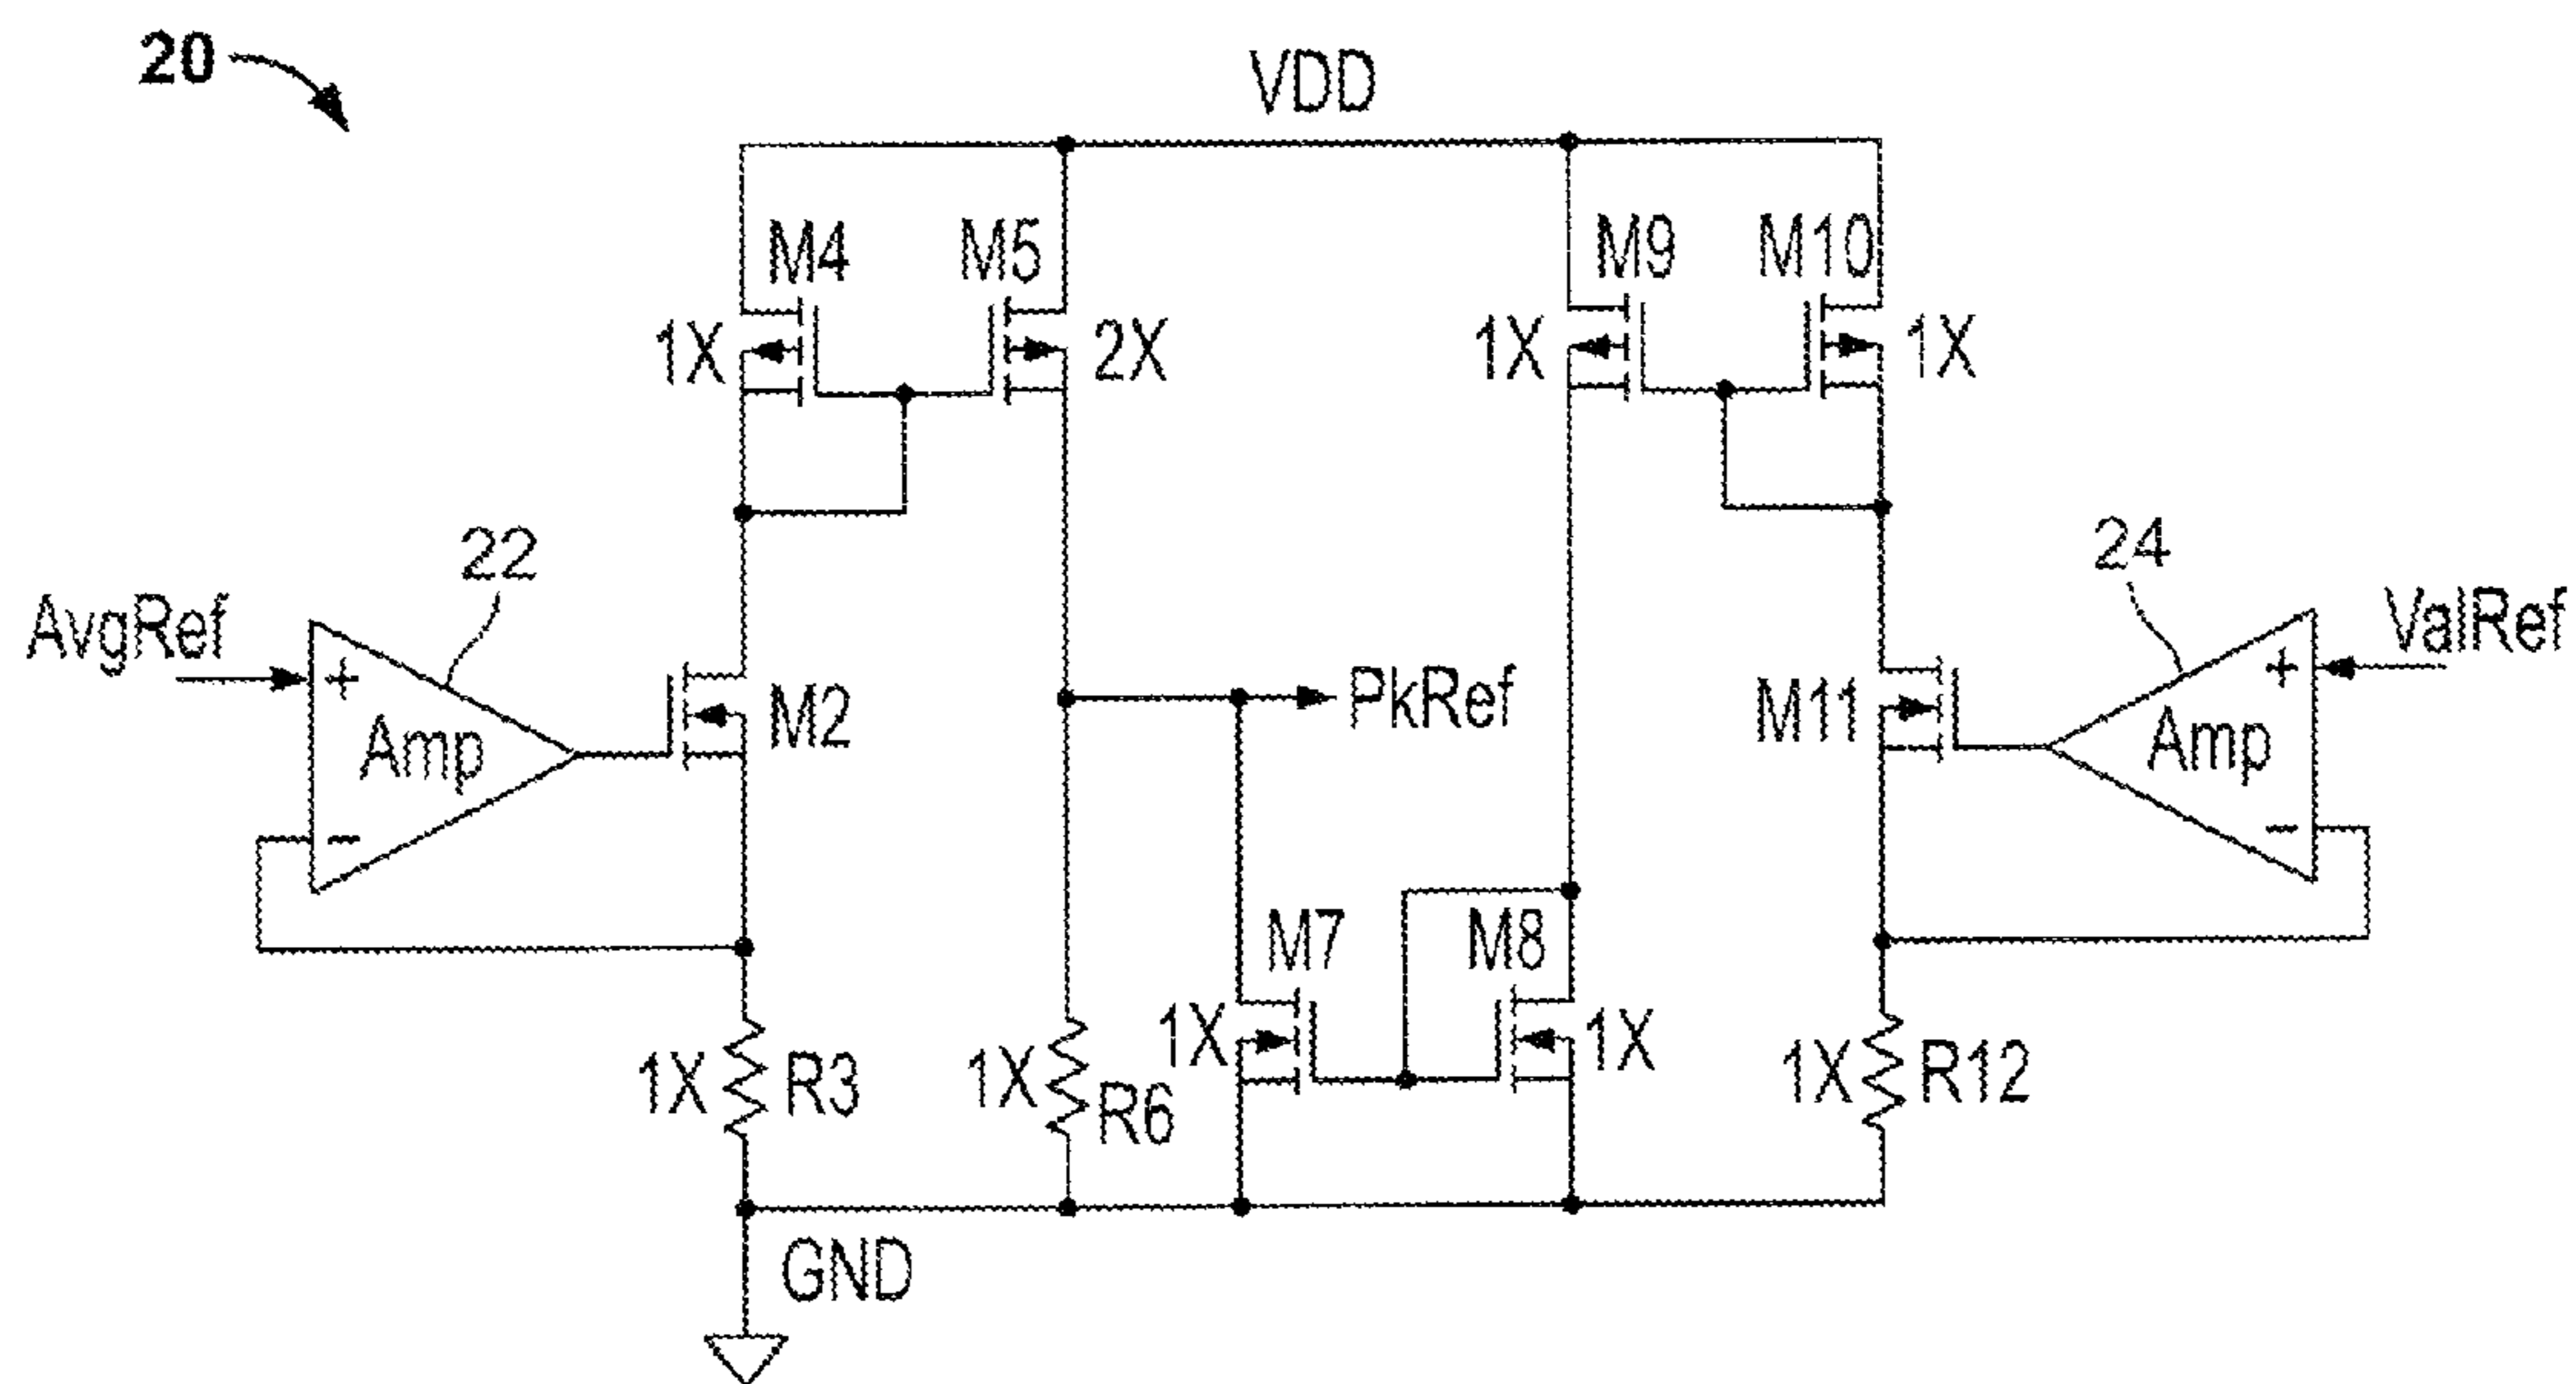 20
VDD
M4
M5
M9
M10
1X
2X
1X
1X
22
24
AvgRef
ValRef
+
+
M2
PkRef
M11
Amp
Amp
-
-
M7
M8
1X
1X
1X
R3
1X
R6
1X
R12
GND